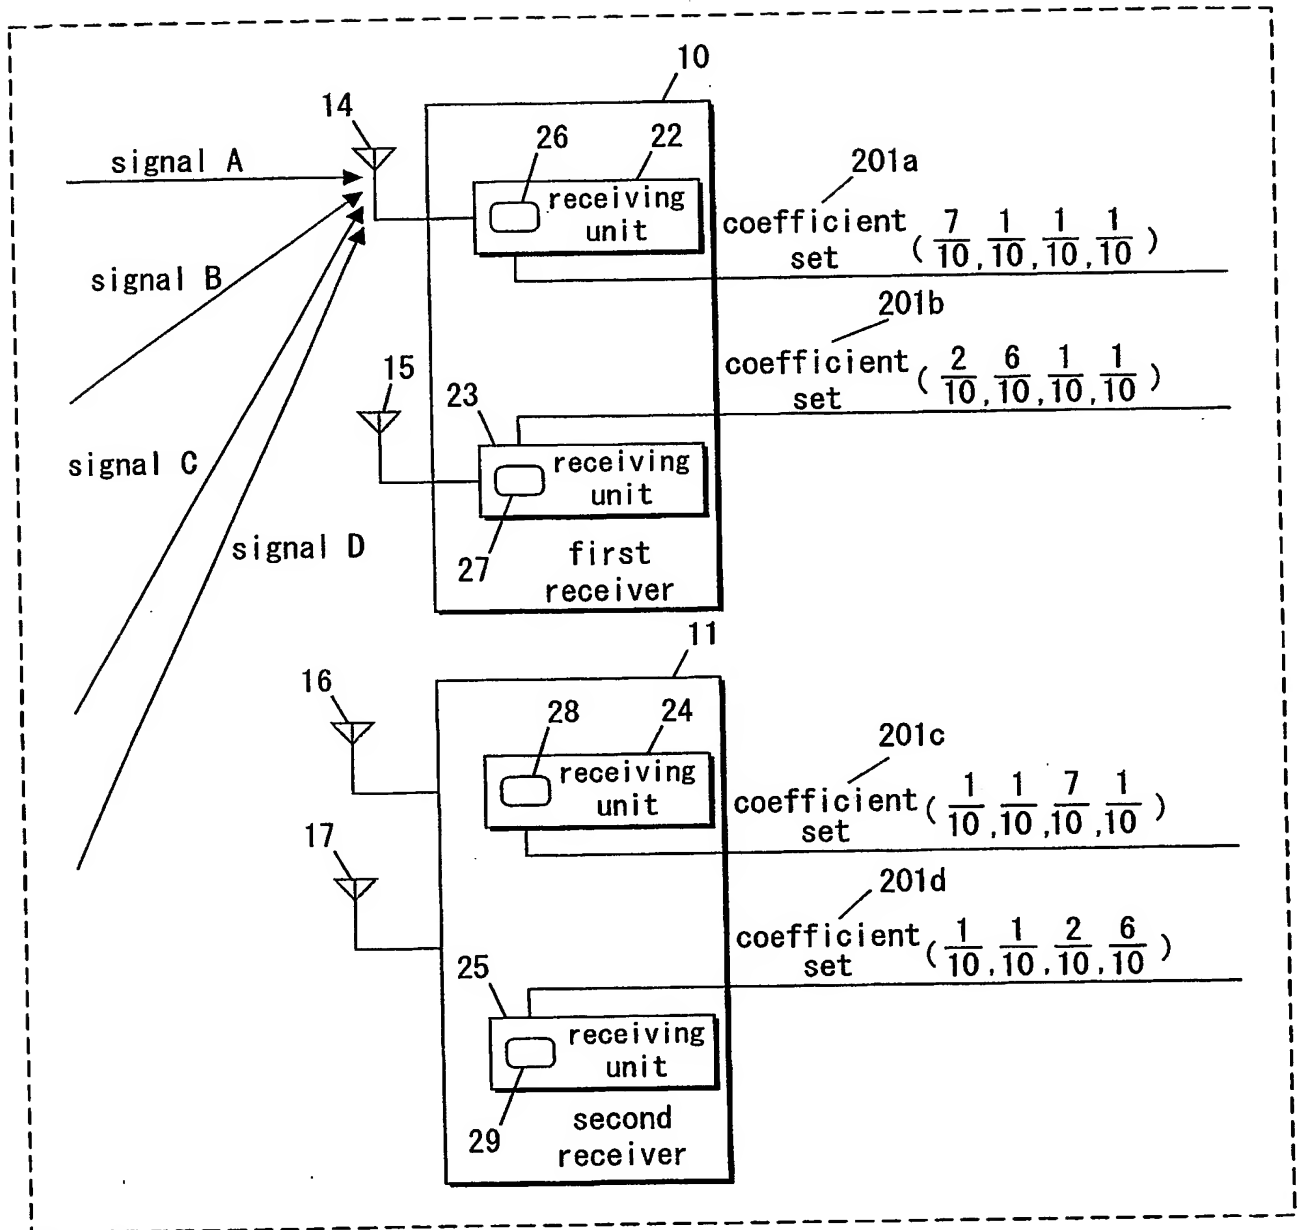 10
14
26
22
201a
signal A
receiving
unit
coefficient
set
( 7/10, 1/10, 1/10, 1/10 )
signal B
201b
15
23
coefficient
set
( 2/10, 6/10, 1/10, 1/10 )
signal C
receiving
unit
signal D
27
first
receiver
11
16
28
24
201c
receiving
unit
coefficient
set
( 1/10, 1/10, 7/10, 1/10 )
17
201d
coefficient
set
( 1/10, 1/10, 2/10, 6/10 )
25
receiving
unit
29
second
receiver